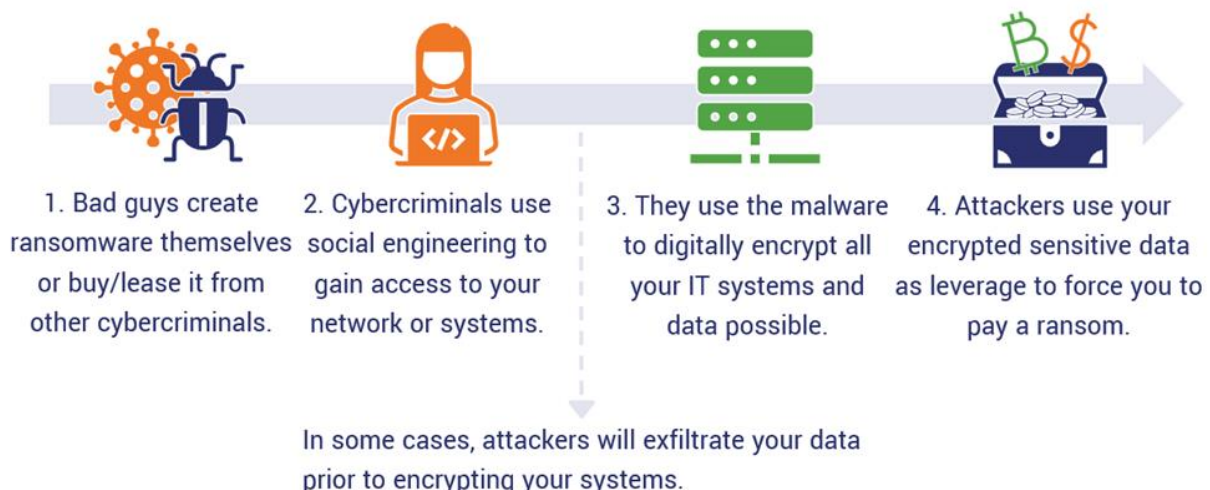 </>
1. Bad guys create
ransomware themselves
or buy/lease it from
other cybercriminals.
2. Cybercriminals use
social engineering to
gain access to your
network or systems.
3. They use the malware
to digitally encrypt all
your IT systems and
data possible.
4. Attackers use your
encrypted sensitive data
as leverage to force you to
pay a ransom.
In some cases, attackers will exfiltrate your data
prior to encrypting your systems.